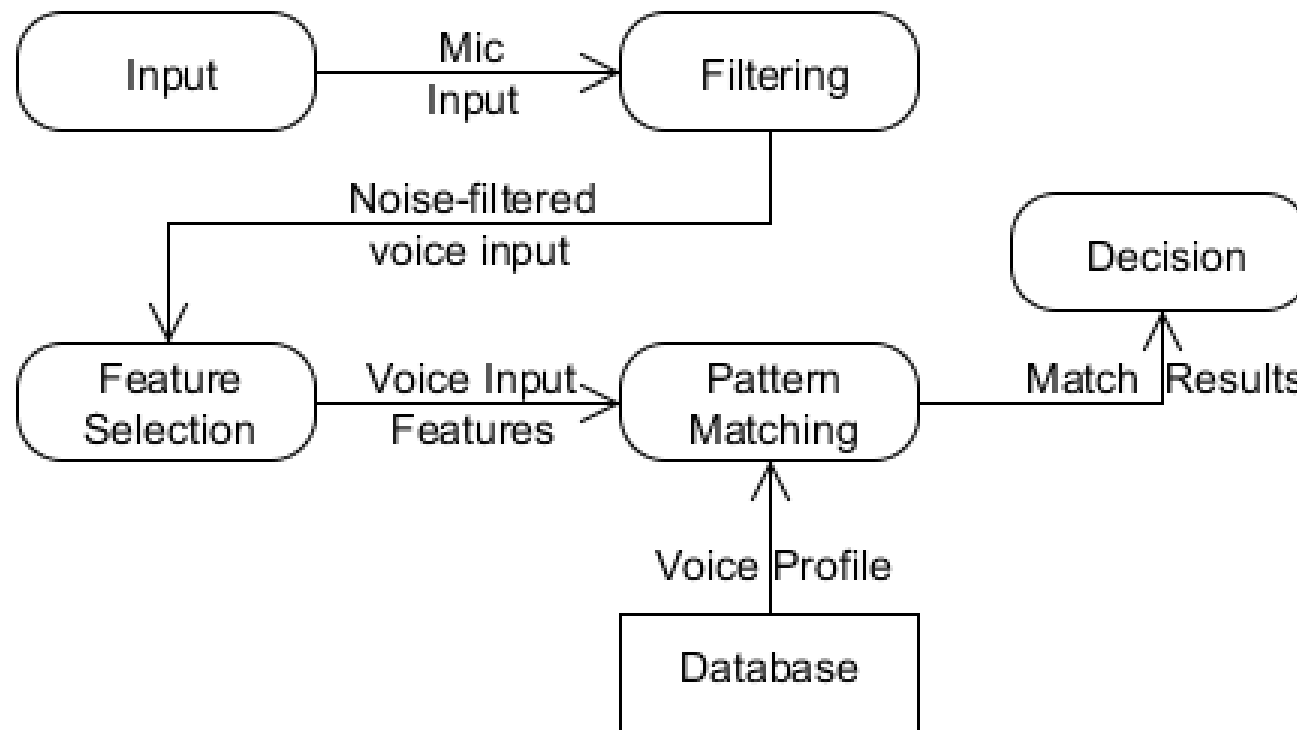 Input
Mic
Input
Filtering
Noise-filtered
voice input
Decision
Feature
Selection
Voice Input
Features
Pattern
Matching
Match Results
Voice Profile
Database